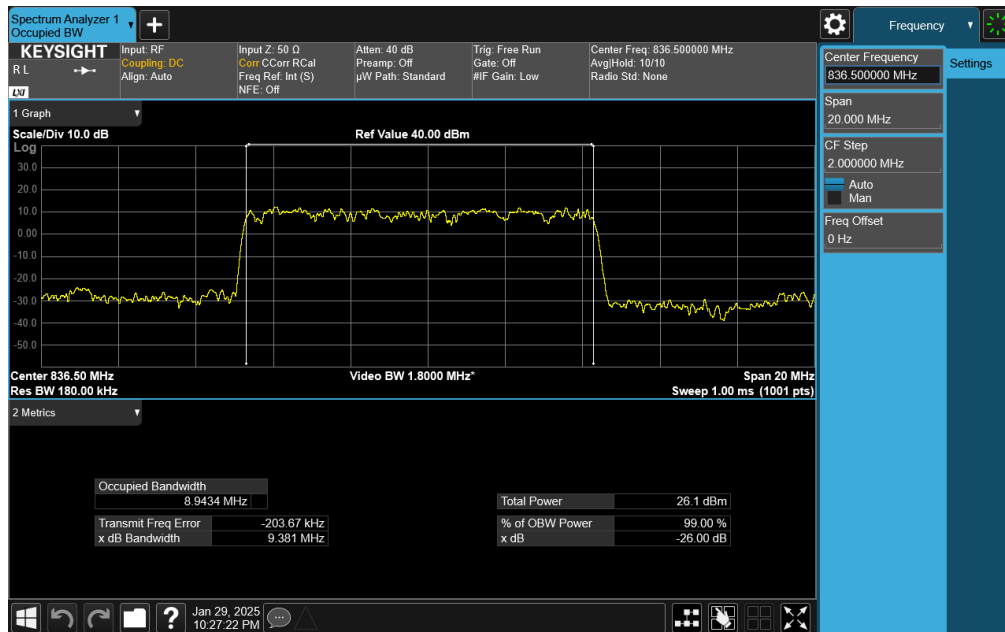 Spectrum Analyzer 1
Occupied BW
Frequency
KEYSIGHT
R L
LXI
Input: RF
Coupling: DC
Align: Auto
Input Z: 50 Ω
Corr CCorr RCal
Freq Ref: Int (S)
NFE: Off
Atten: 40 dB
Preamp: Off
µW Path: Standard
Trig: Free Run
Gate: Off
#IF Gain: Low
Center Freq: 836.500000 MHz
Avg|Hold: 10/10
Radio Std: None
Center Frequency
836.500000 MHz
Settings
Span
20.000 MHz
CF Step
2.000000 MHz
Auto
Man
Freq Offset
0 Hz
1 Graph
Scale/Div 10.0 dB
Ref Value 40.00 dBm
Log
30.0
20.0
10.0
0.00
-10.0
-20.0
-30.0
-40.0
-50.0
Center 836.50 MHz
Video BW 1.8000 MHz*
Span 20 MHz
Res BW 180.00 kHz
Sweep 1.00 ms (1001 pts)
2 Metrics
Occupied Bandwidth
8.9434 MHz
Transmit Freq Error -203.67 kHz
x dB Bandwidth 9.381 MHz
Total Power 26.1 dBm
% of OBW Power 99.00 %
x dB -26.00 dB
Jan 29, 2025
10:27:22 PM